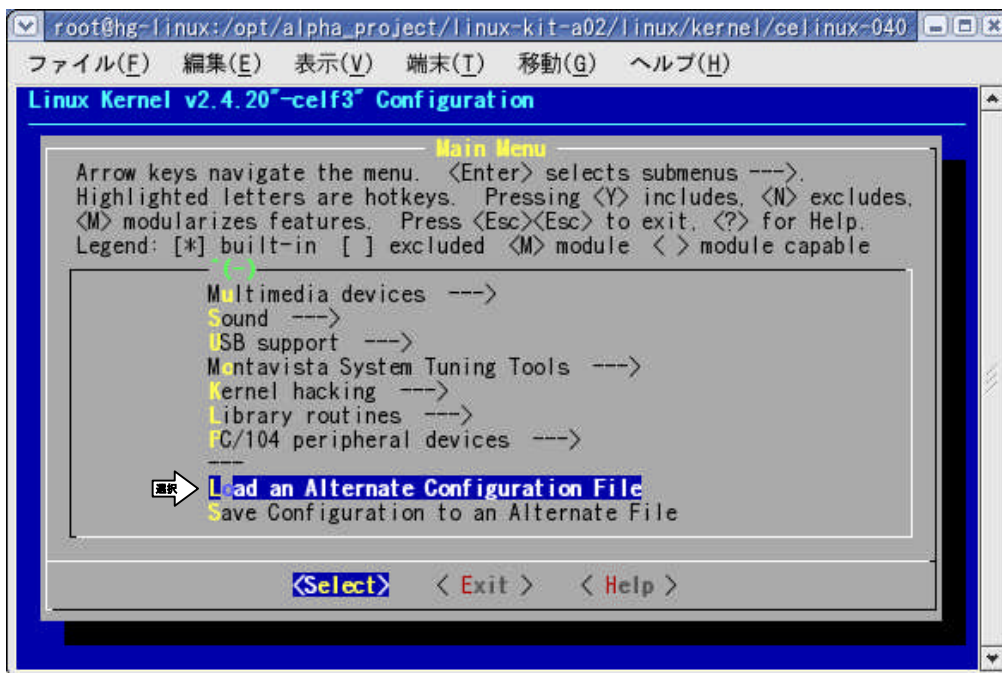 root@hg-linux:/opt/alpha_project/linux-kit-a02/linux/kernel/celinux-040
ファイル(F) 編集(E) 表示(V) 端末(T) 移動(G) ヘルプ(H)
Linux Kernel v2.4.20"-celf3" Configuration
Main Menu
Arrow keys navigate the menu. <Enter> selects submenus --->.
Highlighted letters are hotkeys. Pressing <Y> includes, <N> excludes,
<M> modularizes features. Press <Esc><Esc> to exit, <?> for Help.
Legend: [*] built-in [ ] excluded <M> module < > module capable
^(-)
Multimedia devices --->
Sound --->
USB support --->
Montavista System Tuning Tools --->
Kernel hacking --->
Library routines --->
PC/104 peripheral devices --->
---
選択 Load an Alternate Configuration File
Save Configuration to an Alternate File
<Select> < Exit > < Help >